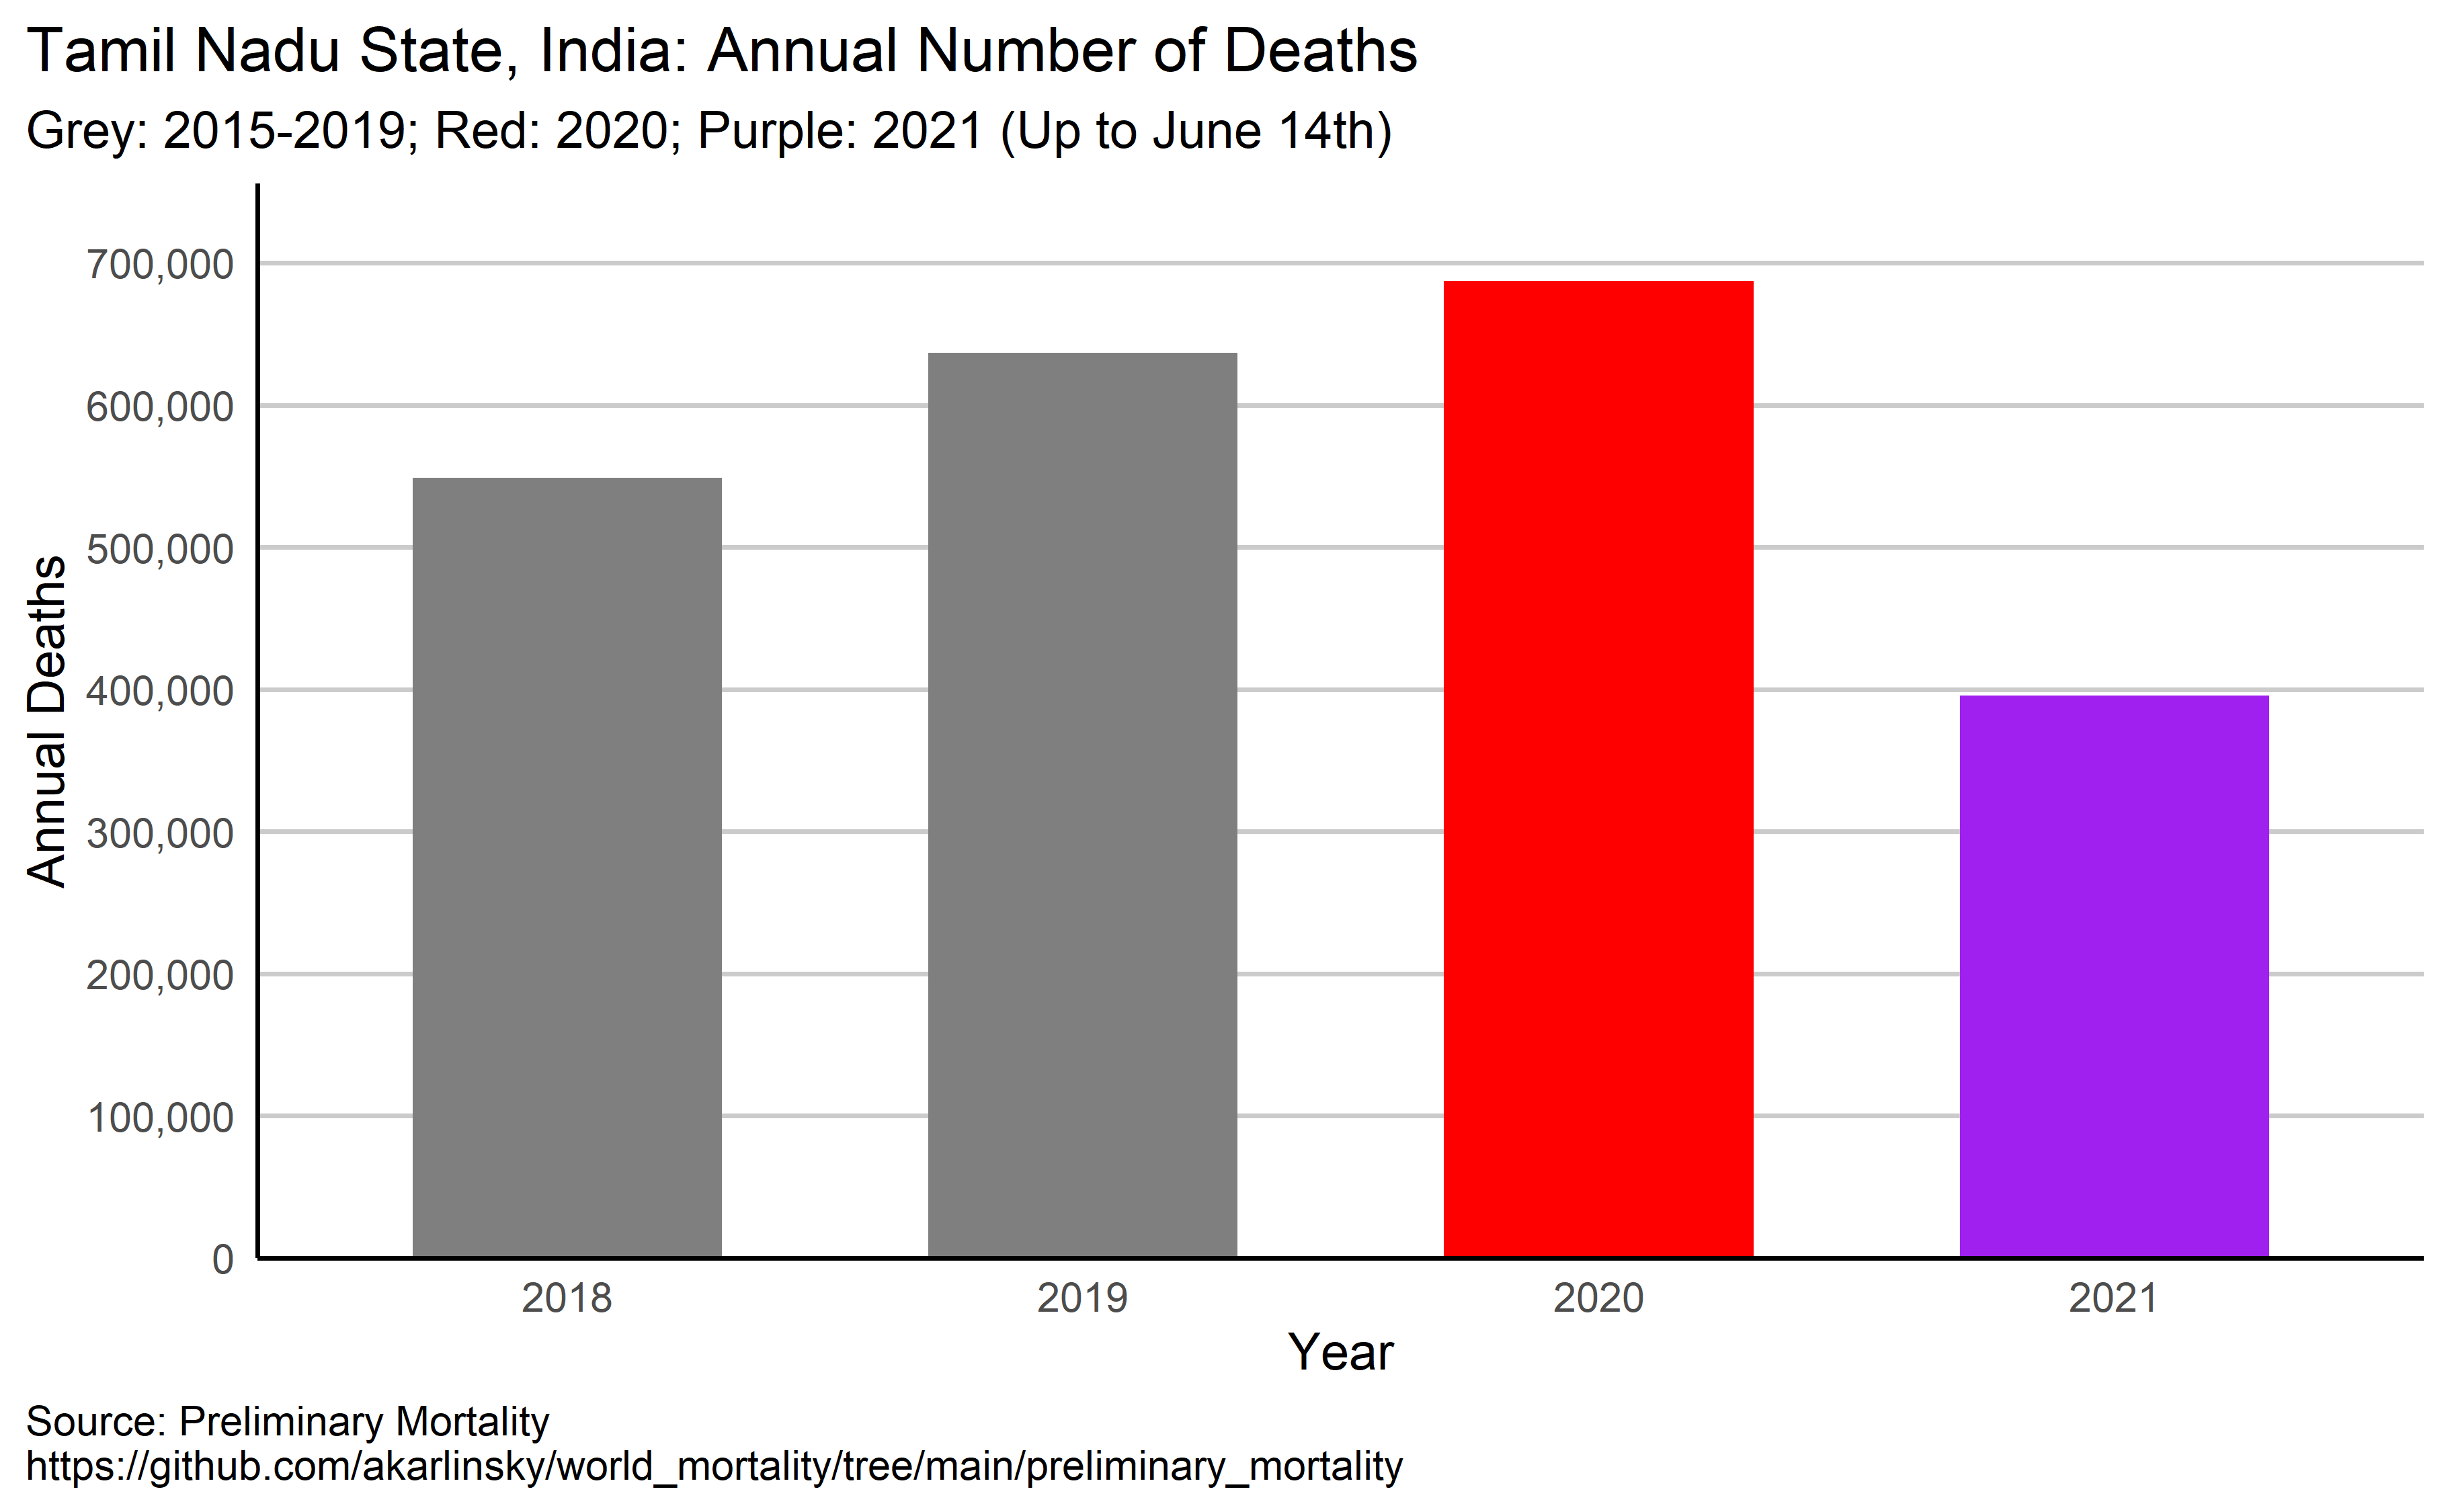 Tamil Nadu State, India: Annual Number of Deaths
Grey: 2015-2019; Red: 2020; Purple: 2021 (Up to June 14th)
Annual Deaths
700,000
600,000
500,000
400,000
300,000
200,000
100,000
0
2018
2019
2020
2021
Year
Source: Preliminary Mortality
https://github.com/akarlinsky/world_mortality/tree/main/preliminary_mortality